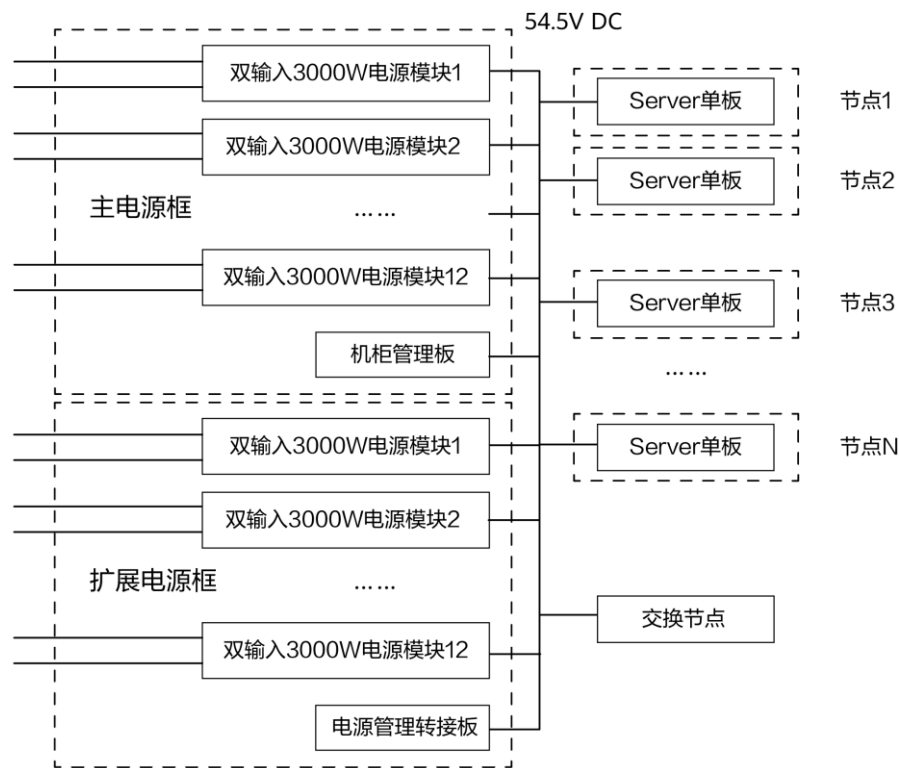 54.5V DC
双输入3000W电源模块1
Server单板
节点1
双输入3000W电源模块2
Server单板
节点2
主电源框
……
双输入3000W电源模块12
Server单板
节点3
机柜管理板
……
双输入3000W电源模块1
Server单板
节点N
双输入3000W电源模块2
扩展电源框
……
交换节点
双输入3000W电源模块12
电源管理转接板